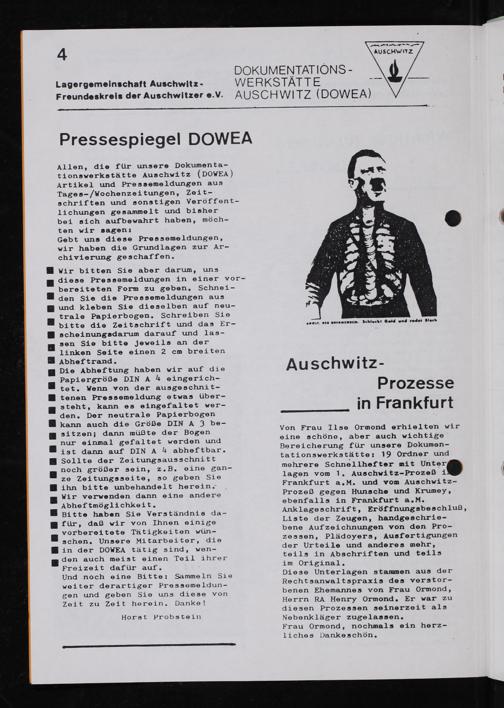 4
Lagergemeinschaft Auschwitz-
Freundeskreis der Auschwitzer e.V.
DOKUMENTATIONS-
WERKSTÄTTE
AUSCHWITZ (DOWEA)
AUSCHWITZ
Pressespiegel DOWEA
Allen, die für unsere Dokumenta-
tionswerkstätte Auschwitz (DOWEA)
Artikel und Pressemeldungen aus
Tages-/Wochenzeitungen, Zeit-
schriften und sonstigen Veröffent-
lichungen gesammelt und bisher
bei sich aufbewahrt haben, möch-
ten wir sagen:
Gebt uns diese Pressemeldungen,
wir haben die Grundlagen zur Ar-
chivierung geschaffen.
Wir bitten Sie aber darum, uns
diese Pressemeldungen in einer vor-
bereiteten Form zu geben. Schnei-
den Sie die Pressemeldungen aus
und kleben Sie dieselben auf neu-
trale Papierbogen. Schreiben Sie
bitte die Zeitschrift und das Er-
scheinungsdarum darauf und las-
sen Sie bitte jeweils an der
linken Seite einen 2 cm breiten
Abheftrand.
Die Abheftung haben wir auf die
Papiergröße DIN A 4 eingerich-
tet. Wenn von der ausgeschnit-
tenen Pressemeldung etwas über-
steht, kann es eingefaltet wer-
den. Der neutrale Papierbogen
kann auch die Größe DIN A 3 be-
sitzen; dann müßte der Bogen
nur einmal gefaltet werden und
ist dann auf DIN A 4 abheftbar.
Sollte der Zeitungsausschnitt
noch größer sein, z.B. eine gan-
ze Zeitungsseite, so geben Sie
ihn bitte unbehandelt herein.
Wir verwenden dann eine andere
Abheftmöglichkeit.
Bitte haben Sie Verständnis da-
für, daß wir von Ihnen einige
vorbereitete Tätigkeiten wün-
schen. Unsere Mitarbeiter, die
in der DOWEA tätig sind, wen-
den auch meist einen Teil ihrer
Freizeit dafür auf.
Und noch eine Bitte: Sammeln Sie
weiter derartiger Pressemeldun-
gen und geben Sie uns diese von
Zeit zu Zeit herein. Danke!
Horst Probstein
ADOLF, DER ÜBERMENSCH: Schluckt Gold und redet Blech
Auschwitz-
Prozesse
in Frankfurt
Von Frau Ilse Ormond erhielten wir
eine schöne, aber auch wichtige
Bereicherung für unsere Dokumen-
tationswerkstätte: 19 Ordner und
mehrere Schnellhefter mit Unter
lagen vom 1. Auschwitz-Prozeß i
Frankfurt a.M. und vom Auschwitz-
Prozeß gegen Hunsche und Krumey,
ebenfalls in Frankfurt a.M.
Anklageschrift, Eröffnungsbeschluß,
Liste der Zeugen, handgeschrie-
bene Aufzeichnungen von den Pro-
zessen, Plädoyers, Ausfertigungen
der Urteile und anderes mehr,
teils in Abschriften und teils
im Original.
Diese Unterlagen stammen aus der
Rechtsanwaltspraxis des verstor-
benen Ehemannes von Frau Ormond,
Herrn RA Henry Ormond. Er war zu
diesen Prozessen seinerzeit als
Nebenkläger zugelassen.
Frau Ormond, nochmals ein herz-
liches Dankeschön.